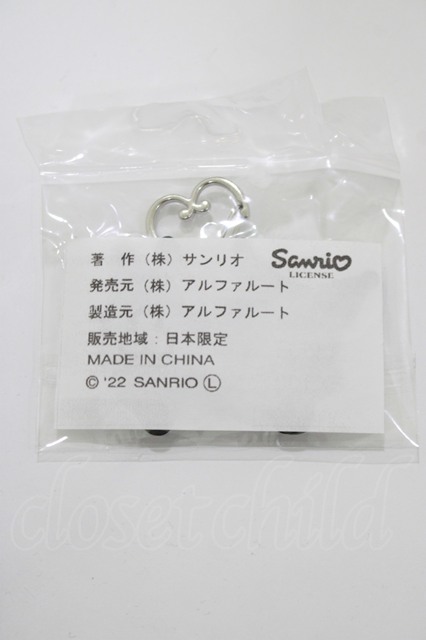 著　作（株）サンリオ
Sanrio
LICENSE
発売元（株）アルファルート
製造元（株）アルファルート
販売地域：日本限定
MADE IN CHINA
© '22 SANRIO Ⓛ
closetchild